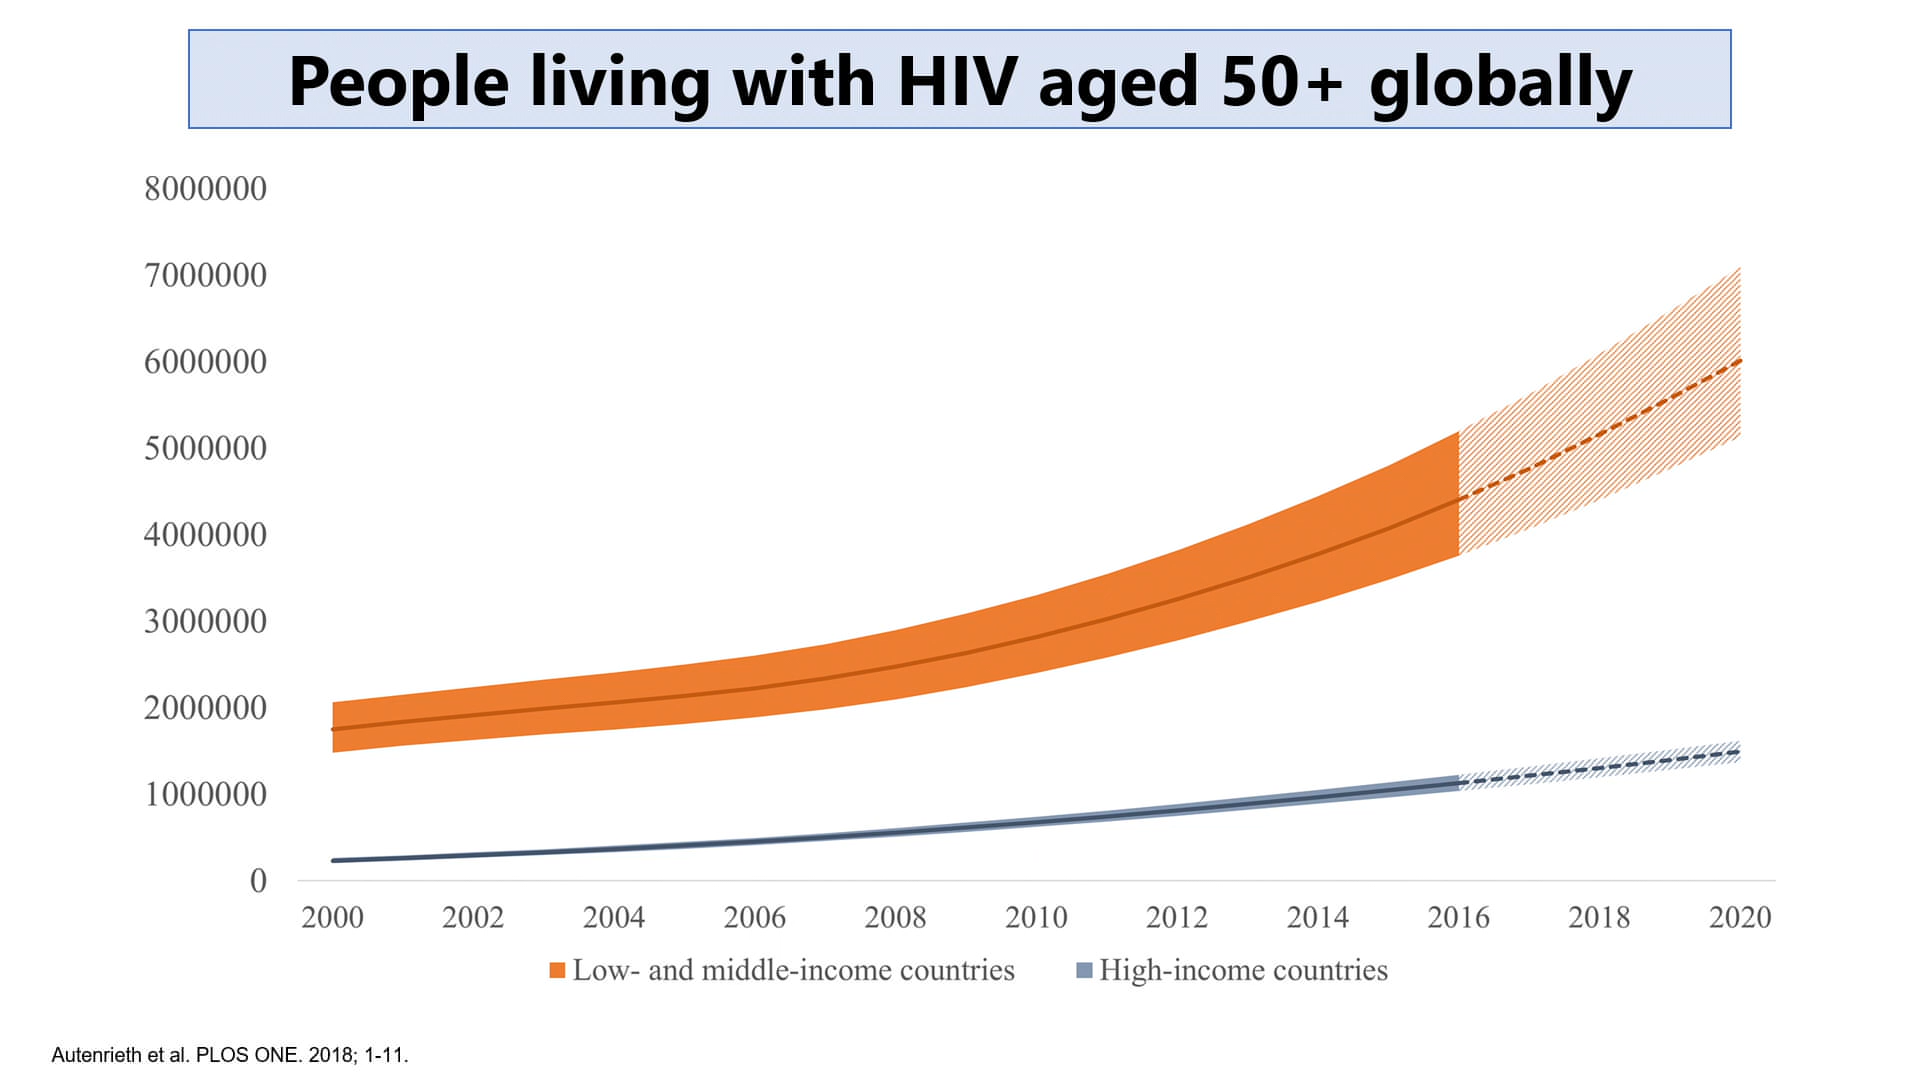 People living with HIV aged 50+ globally
8000000
7000000
6000000
5000000
4000000
3000000
2000000
1000000
0
2000 2002 2004 2006 2008 2010 2012 2014 2016 2018 2020
Low- and middle-income countries High-income countries
Autenrieth et al. PLOS ONE. 2018; 1-11.